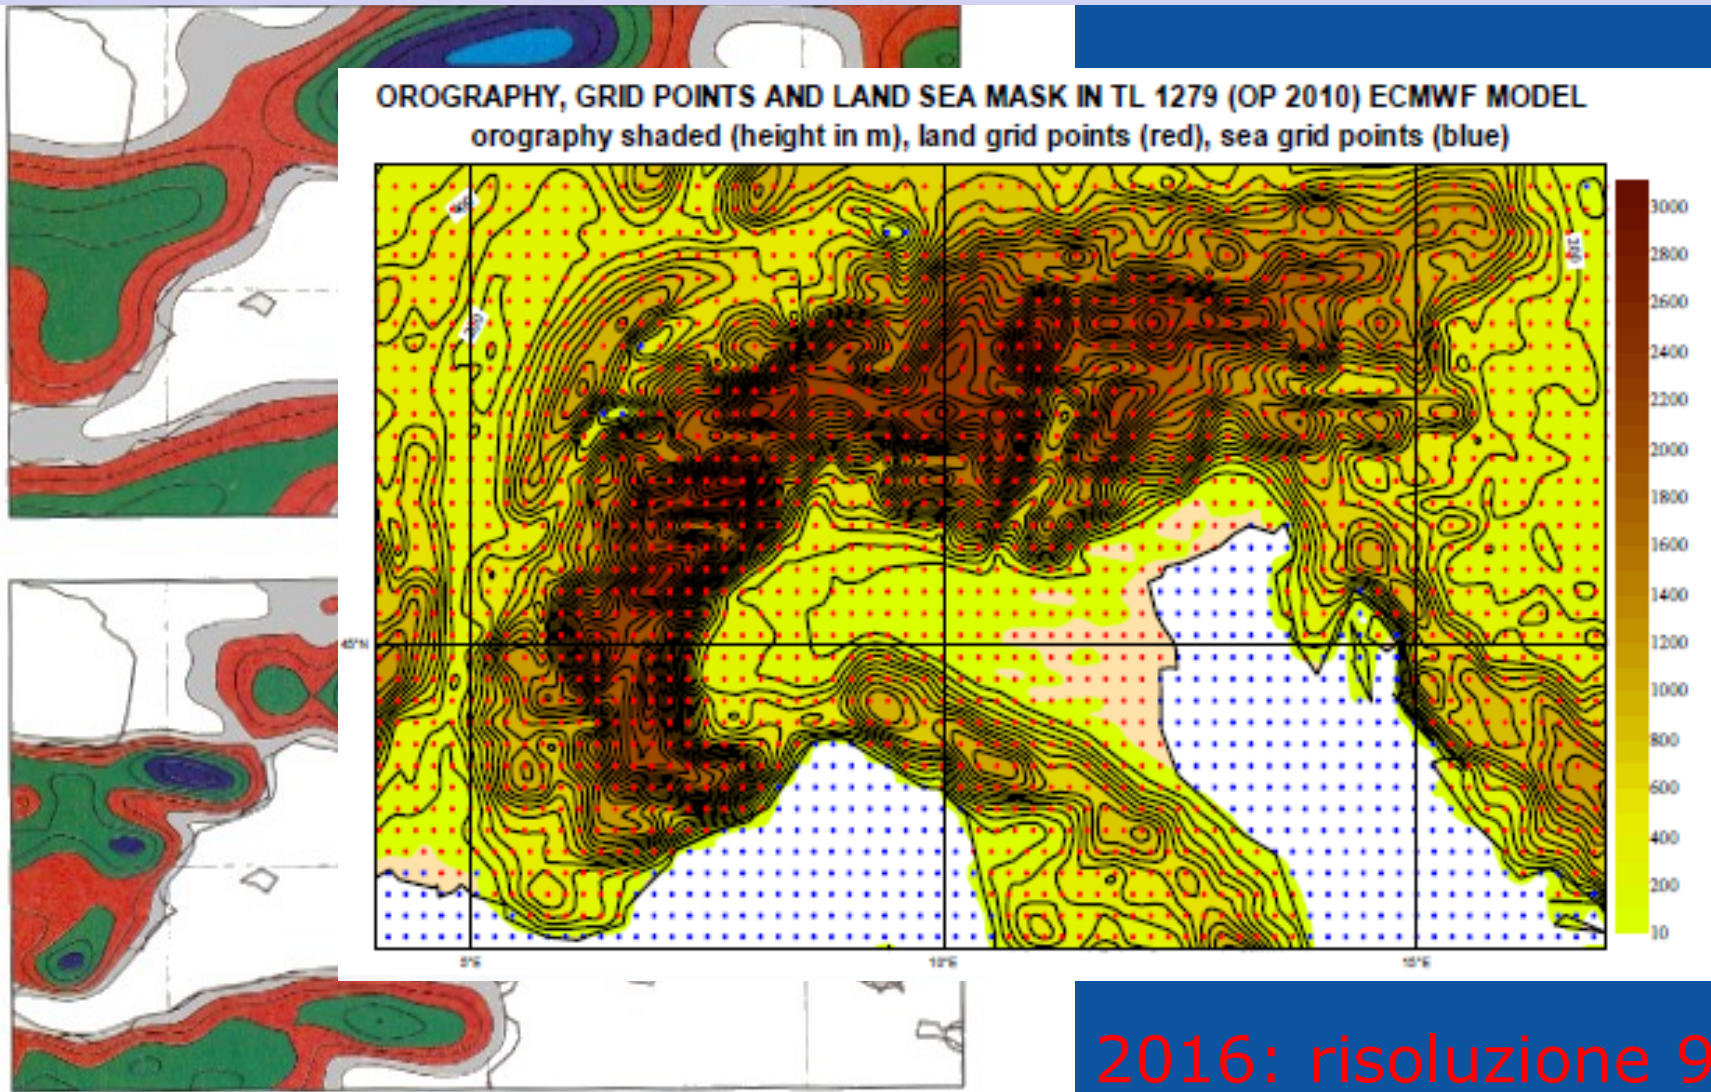 OROGRAPHY, GRID POINTS AND LAND SEA MASK IN TL 1279 (OP 2010) ECMWF MODEL
orography shaded (height in m), land grid points (red), sea grid points (blue)
3000
2800
2600
2400
2200
2000
1800
1600
1400
1200
1000
800
600
400
200
10
45°N
5°E
10°E
15°E
2016: risoluzione 9